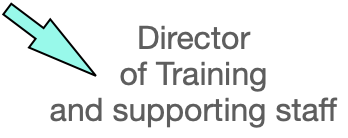 Director
of Training
and supporting staff